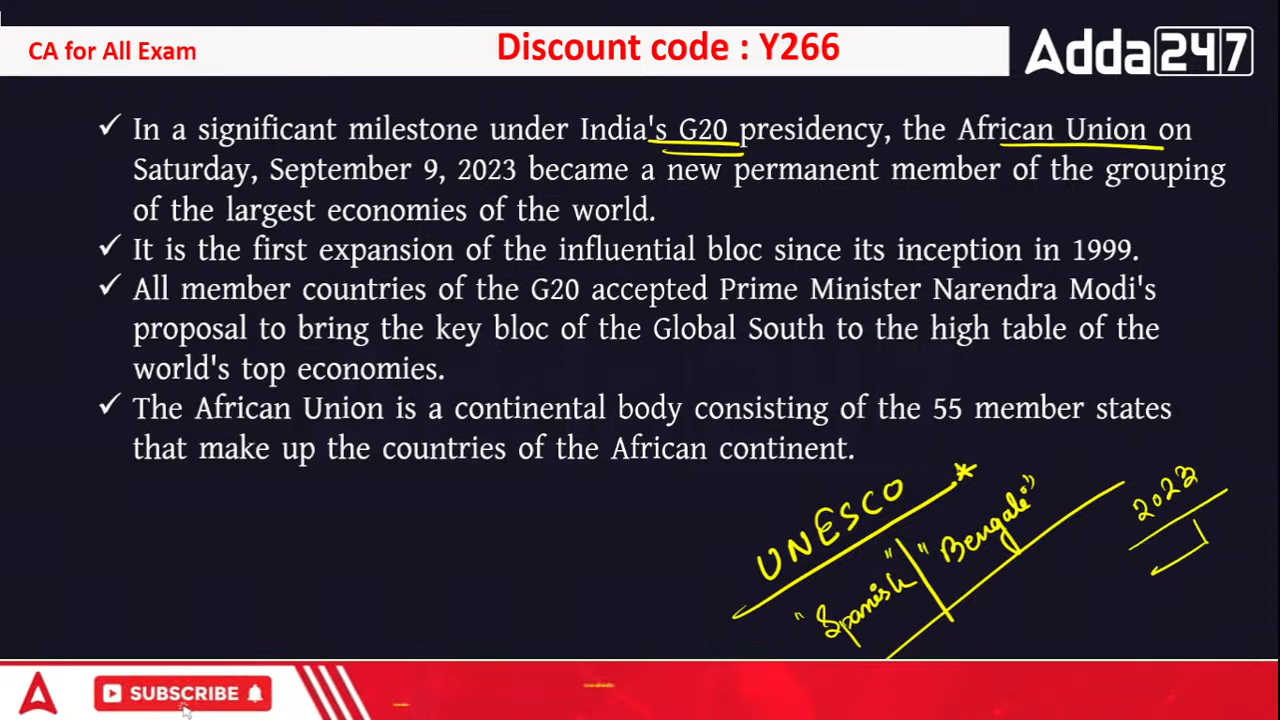 CA for All Exam
Discount code : Y266
Adda247
✓ In a significant milestone under India's G20 presidency, the African Union on
Saturday, September 9, 2023 became a new permanent member of the grouping
of the largest economies of the world.
✓ It is the first expansion of the influential bloc since its inception in 1999.
✓ All member countries of the G20 accepted Prime Minister Narendra Modi's
proposal to bring the key bloc of the Global South to the high table of the
world's top economies.
✓ The African Union is a continental body consisting of the 55 member states
that make up the countries of the African continent.
UNESCO
"Spanish" "Bengali"
2023
SUBSCRIBE